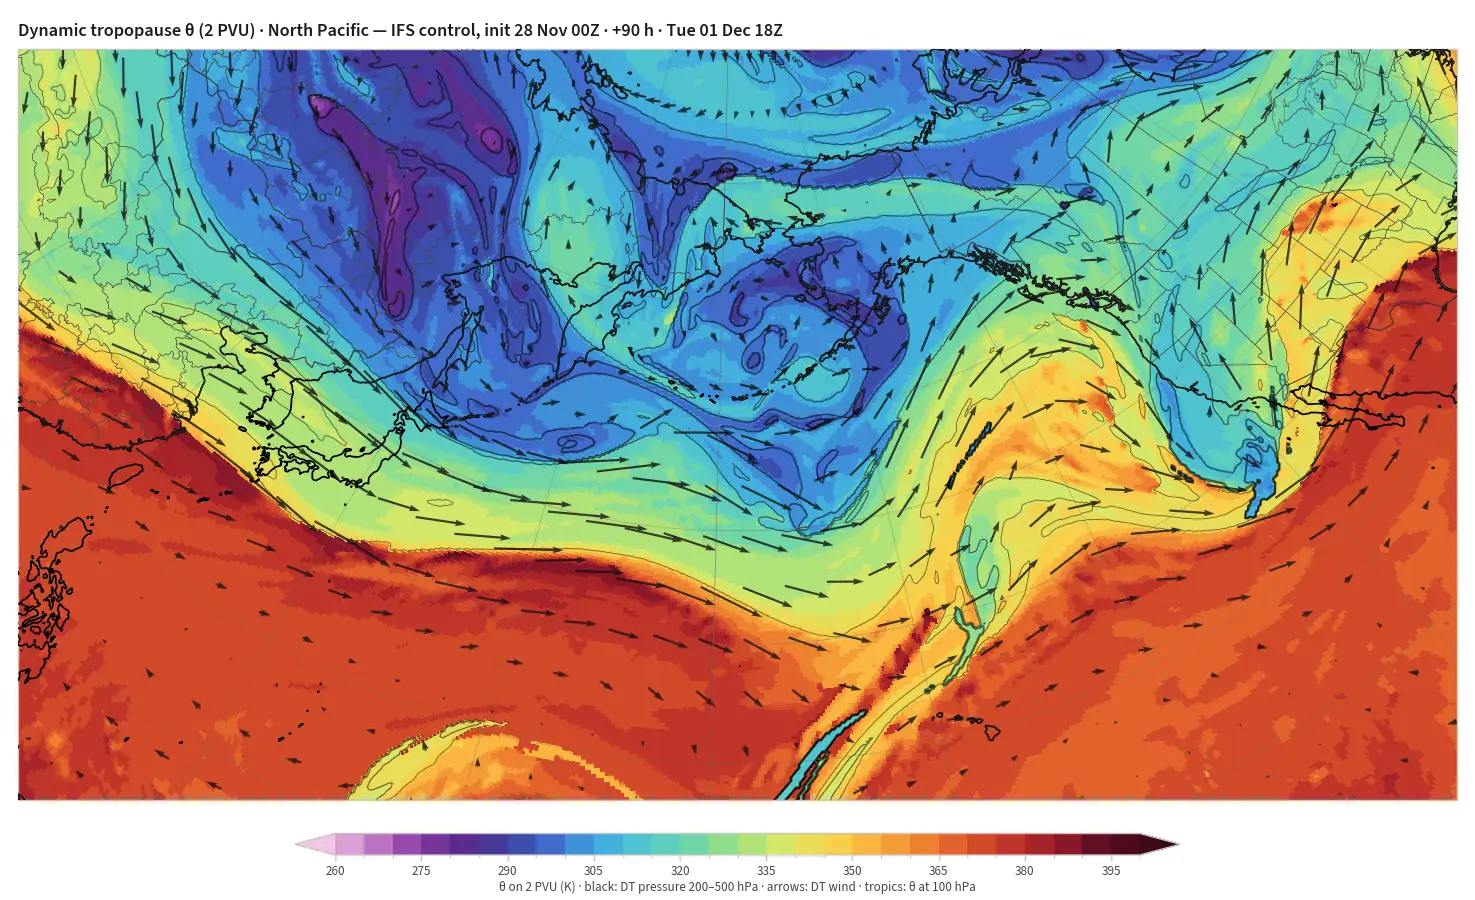 Dynamic tropopause θ (2 PVU) · North Pacific — IFS control, init 28 Nov 00Z · +90 h · Tue 01 Dec 18Z
260 275 290 305 320 335 350 365 380 395
θ on 2 PVU (K) · black: DT pressure 200–500 hPa · arrows: DT wind · tropics: θ at 100 hPa